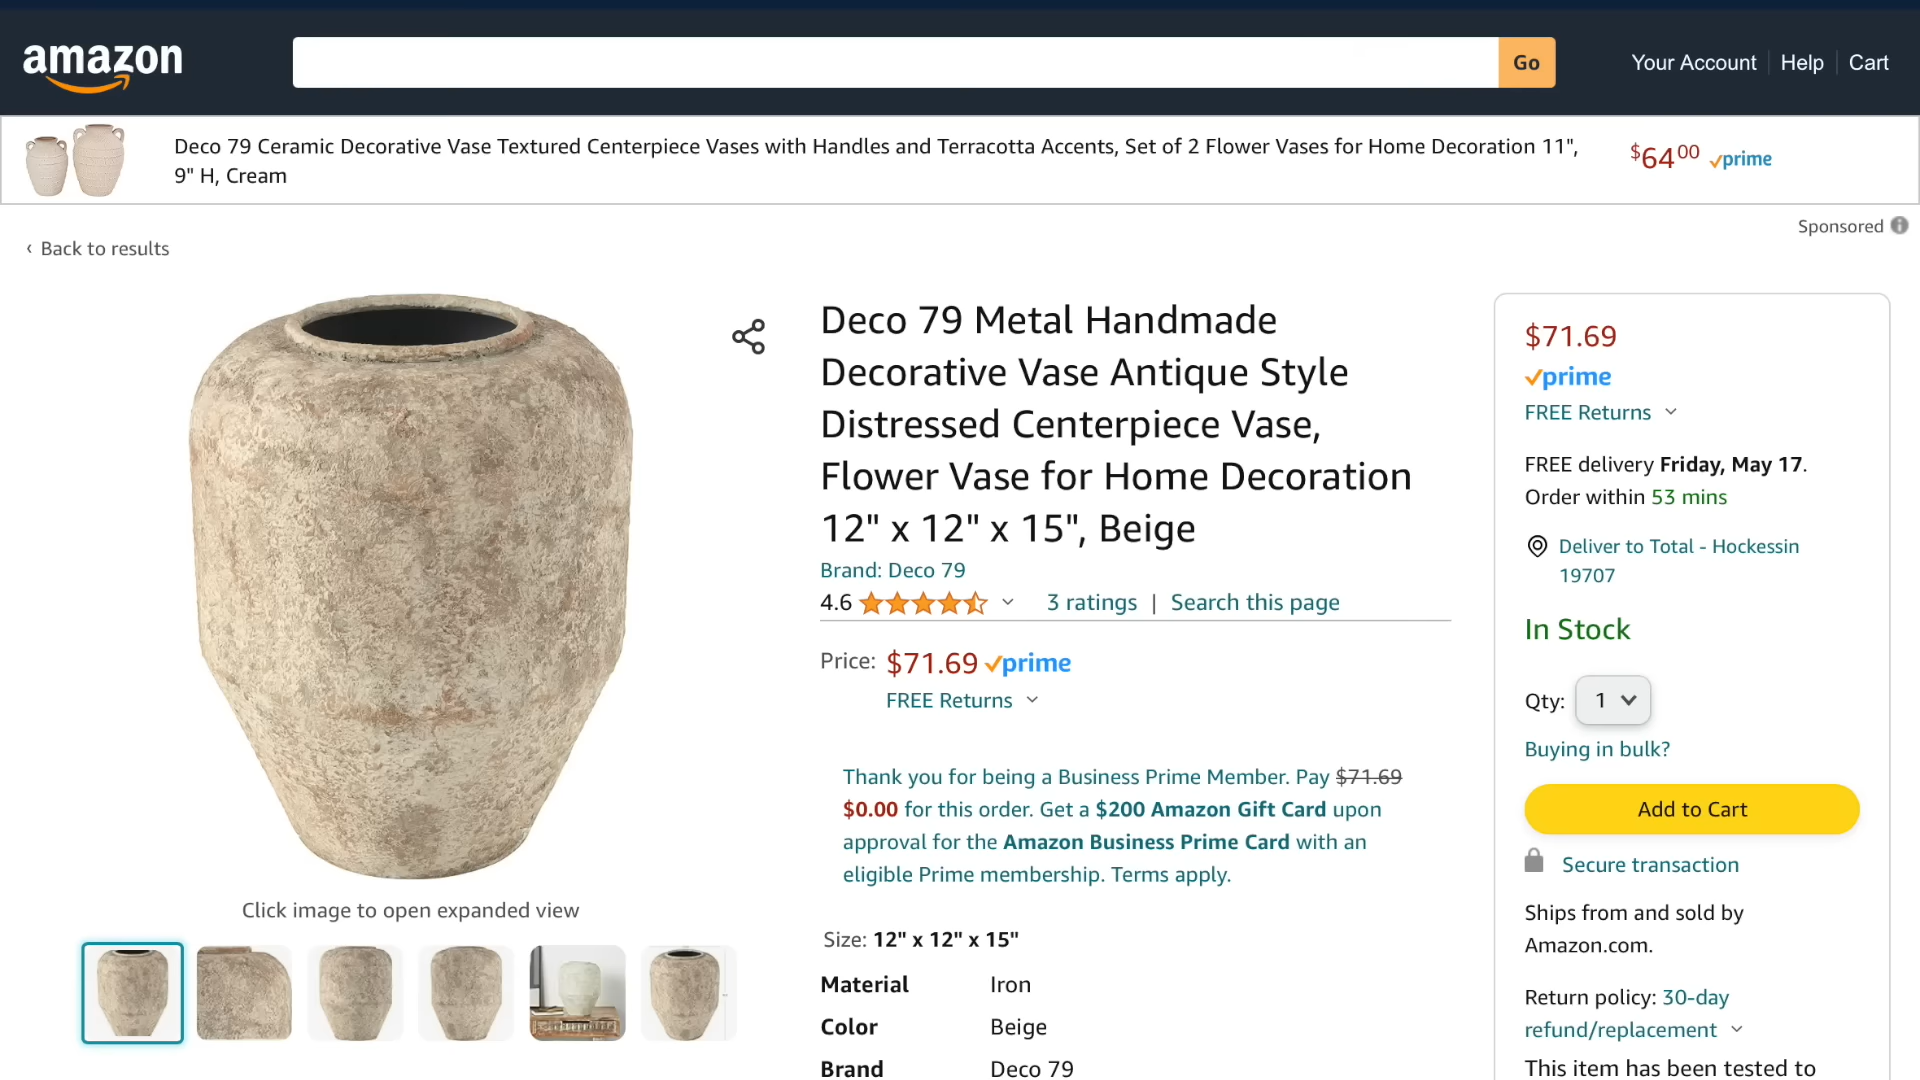 amazon
Go
Your Account
Help
Cart
Deco 79 Ceramic Decorative Vase Textured Centerpiece Vases with Handles and Terracotta Accents, Set of 2 Flower Vases for Home Decoration 11",
9" H, Cream
$6400 prime
Sponsored
‹ Back to results
Deco 79 Metal Handmade
Decorative Vase Antique Style
Distressed Centerpiece Vase,
Flower Vase for Home Decoration
12" x 12" x 15", Beige
Brand: Deco 79
4.6
3 ratings | Search this page
Price: $71.69 prime
FREE Returns
Thank you for being a Business Prime Member. Pay $71.69
$0.00 for this order. Get a $200 Amazon Gift Card upon
approval for the Amazon Business Prime Card with an
eligible Prime membership. Terms apply.
Size: 12" x 12" x 15"
Material Iron
Color Beige
Brand Deco 79
Click image to open expanded view
$71.69
prime
FREE Returns
FREE delivery Friday, May 17.
Order within 53 mins
Deliver to Total - Hockessin
19707
In Stock
Qty: 1
Buying in bulk?
Add to Cart
Secure transaction
Ships from and sold by
Amazon.com.
Return policy: 30-day
refund/replacement
This item has been tested to